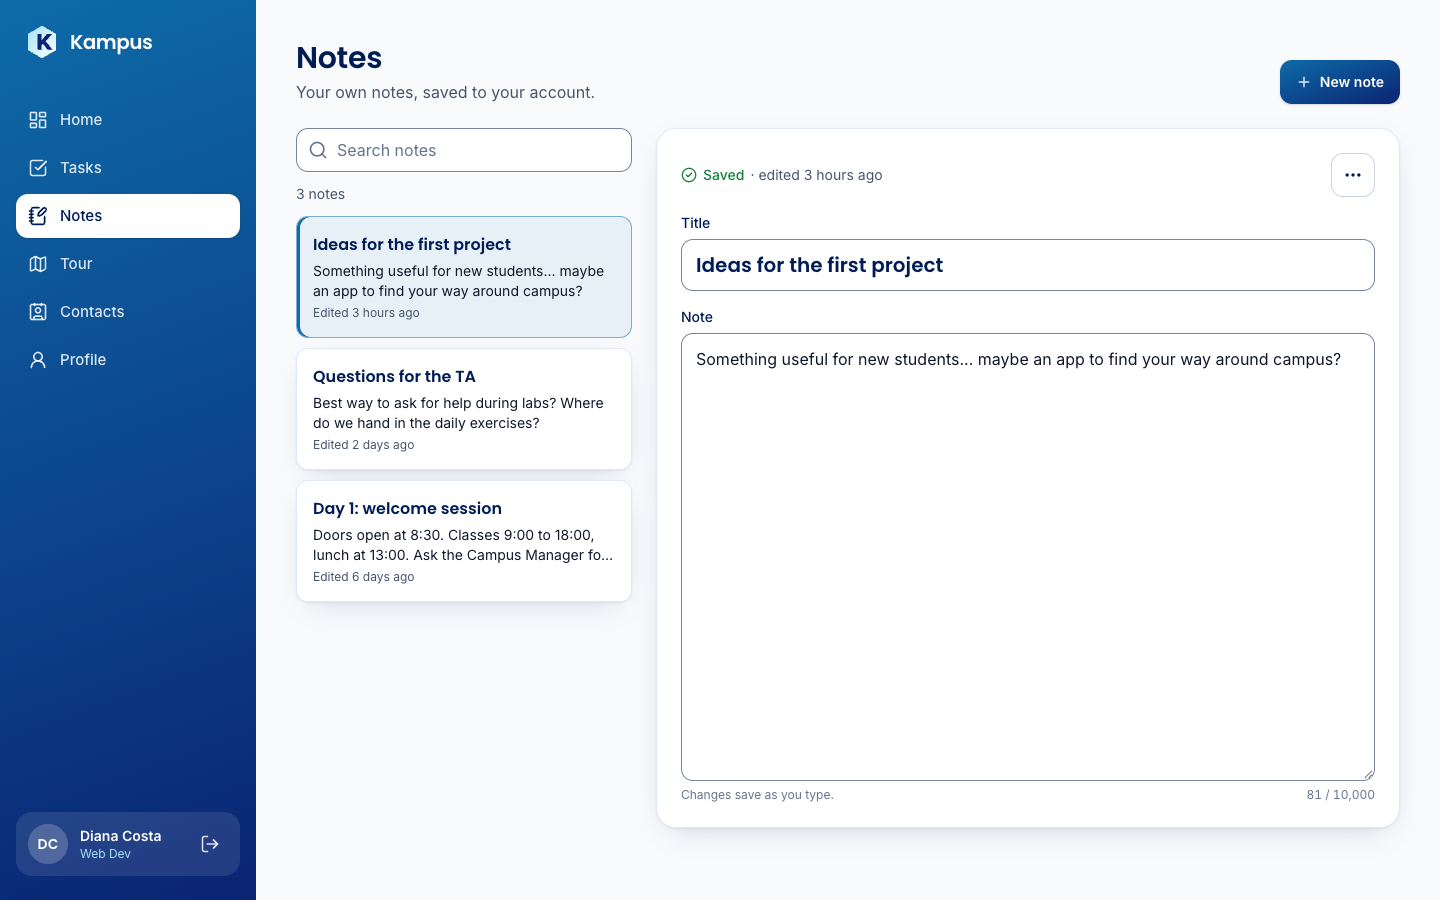 Kampus
Home
Tasks
Notes
Tour
Contacts
Profile
DC
Diana Costa
Web Dev
Notes
Your own notes, saved to your account.
New note
Search notes
3 notes
Ideas for the first project
Something useful for new students... maybe
an app to find your way around campus?
Edited 3 hours ago
Questions for the TA
Best way to ask for help during labs? Where
do we hand in the daily exercises?
Edited 2 days ago
Day 1: welcome session
Doors open at 8:30. Classes 9:00 to 18:00,
lunch at 13:00. Ask the Campus Manager fo...
Edited 6 days ago
Saved · edited 3 hours ago
Title
Ideas for the first project
Note
Something useful for new students... maybe an app to find your way around campus?
Changes save as you type.
81 / 10,000